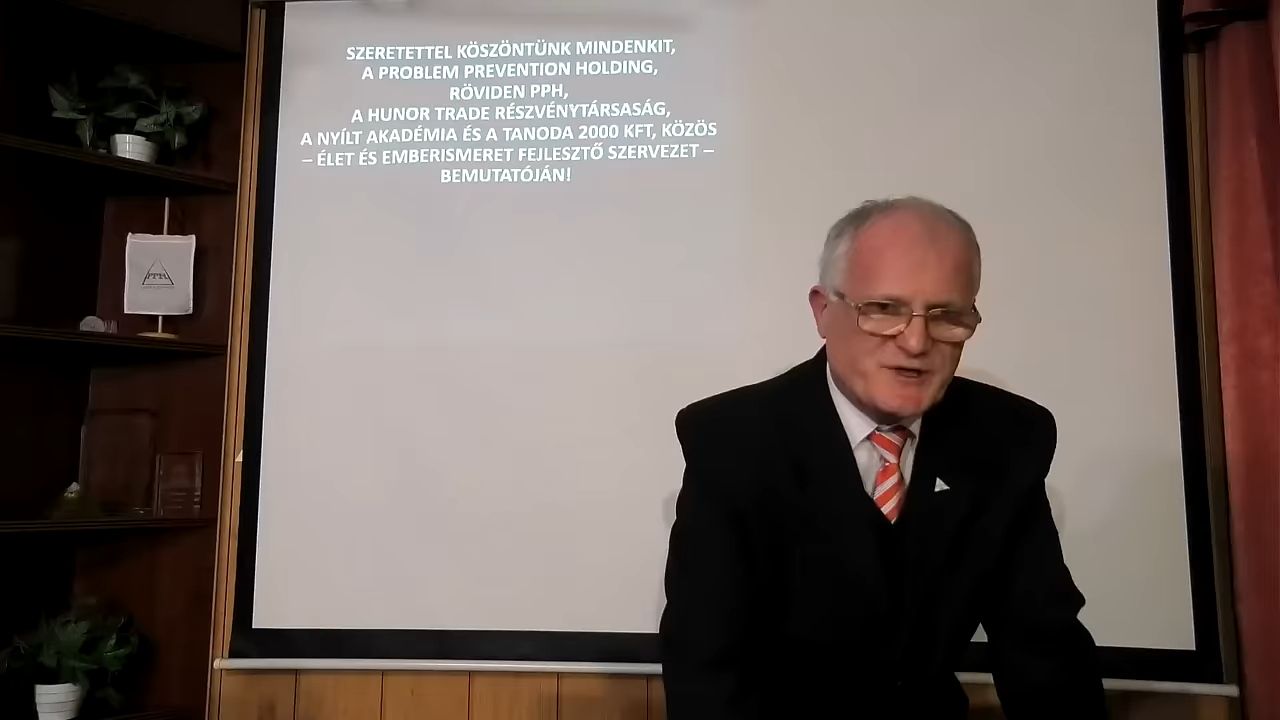 SZERETETTEL KÖSZÖNTÜNK MINDENKIT,
A PROBLEM PREVENTION HOLDING,
RÖVIDEN PPH,
A HUNOR TRADE RÉSZVÉNYTÁRSASÁG,
A NYÍLT AKADÉMIA ÉS A TANODA 2000 KFT, KÖZÖS
– ÉLET ÉS EMBERISMERET FEJLESZTŐ SZERVEZET –
BEMUTATÓJÁN!
PPH